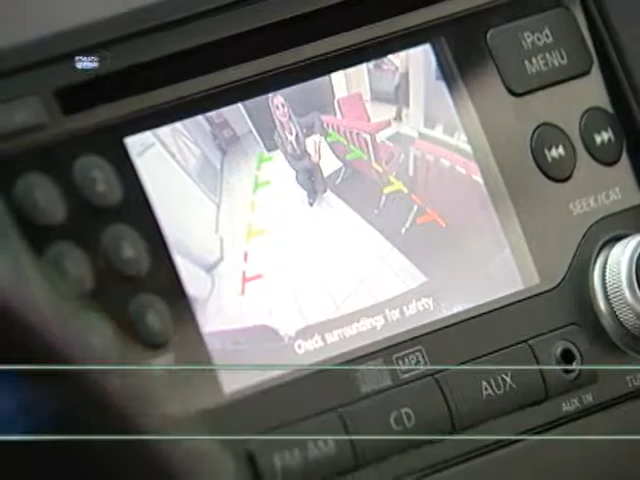 iPod
MENU
SEEK/CAT
Check surroundings for safety
MP3
FM·AM
CD
AUX
AUX IN